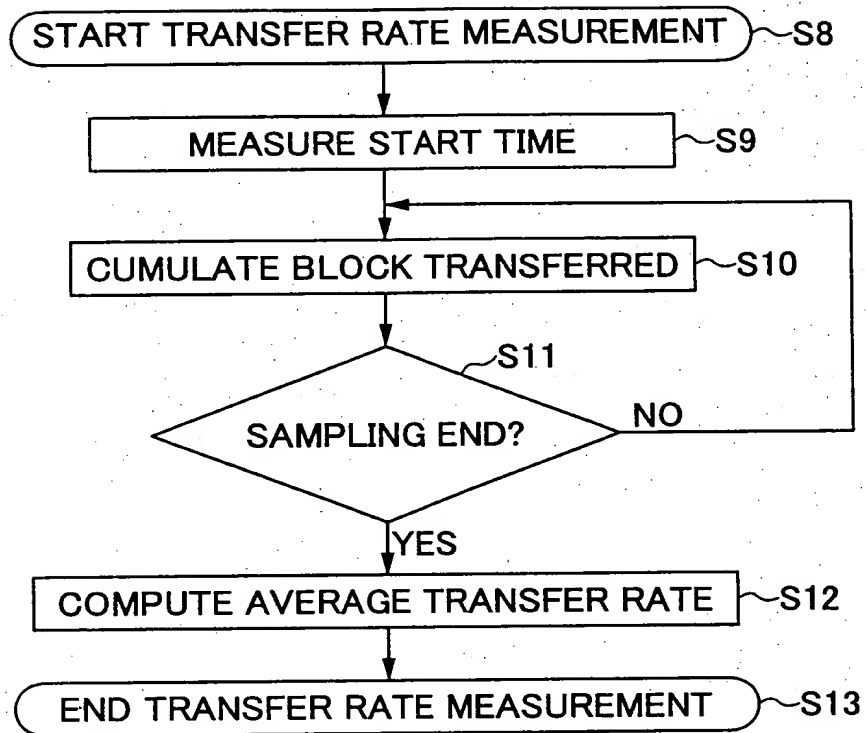 START TRANSFER RATE MEASUREMENT S8
MEASURE START TIME S9
CUMULATE BLOCK TRANSFERRED S10
S11
SAMPLING END? NO
YES
COMPUTE AVERAGE TRANSFER RATE S12
END TRANSFER RATE MEASUREMENT S13